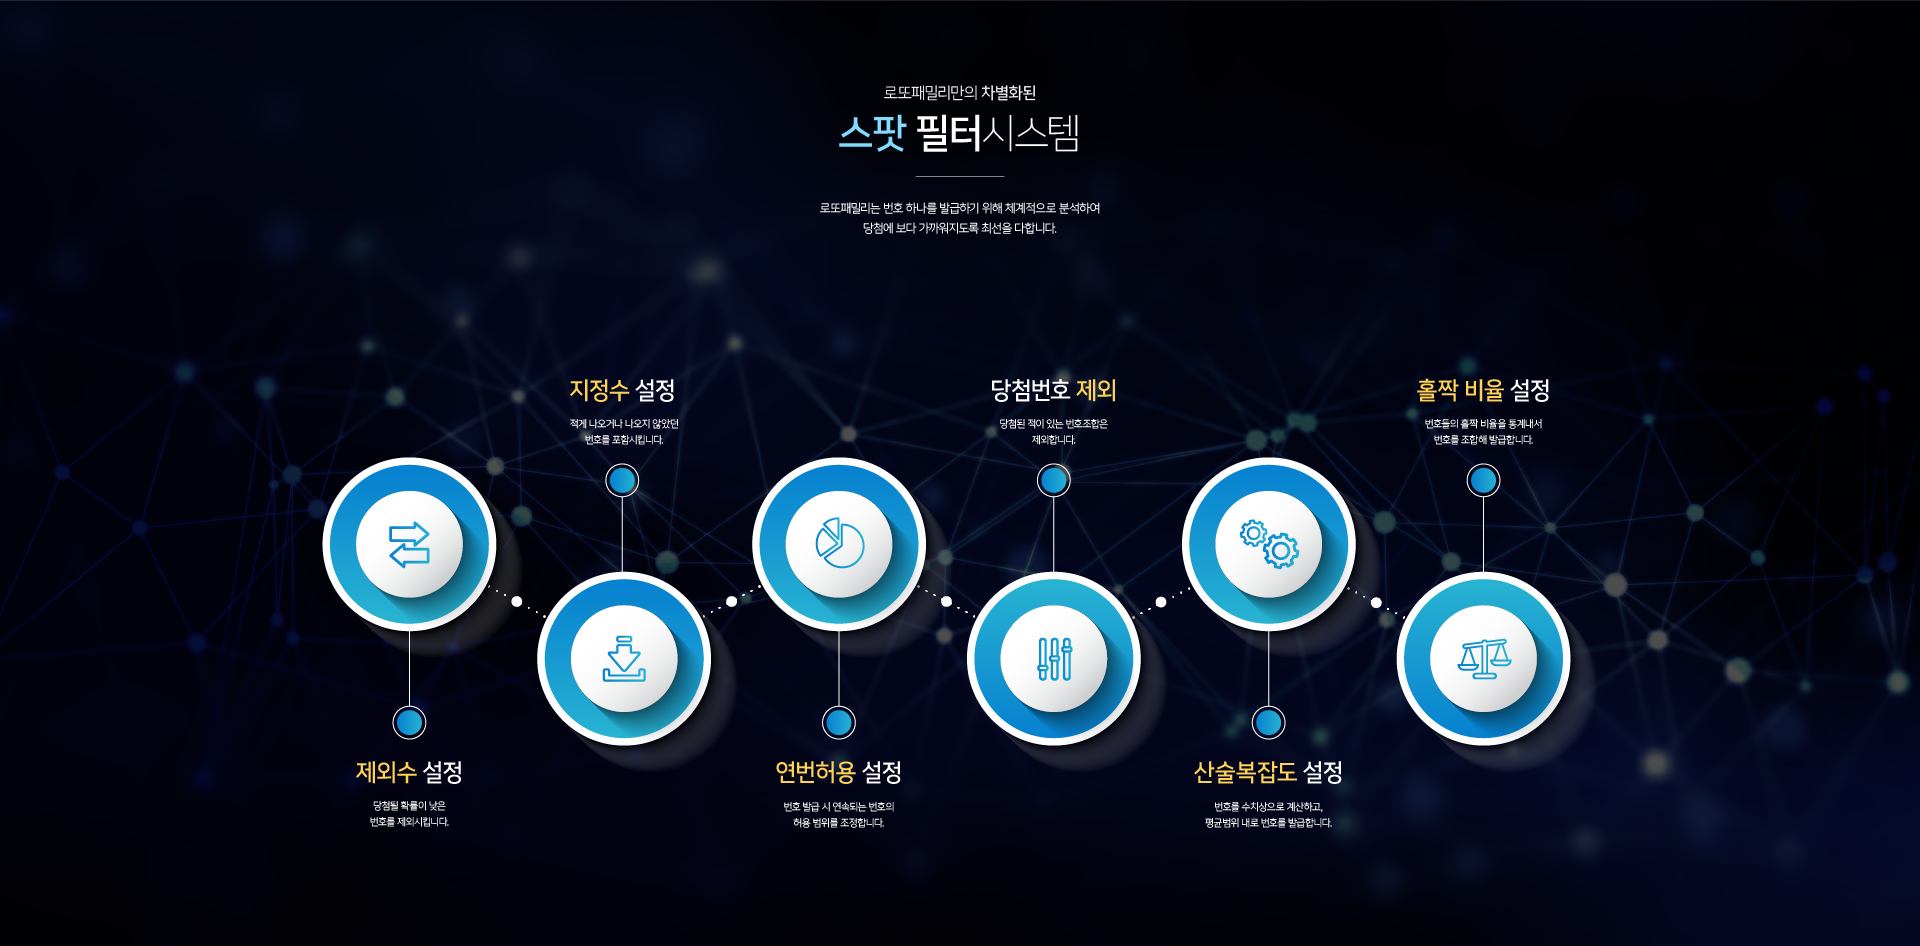 로또패밀리만의 차별화된
스팟 필터시스템
로또패밀리는 번호 하나를 발급하기 위해 체계적으로 분석하여
당첨에 보다 가까워지도록 최선을 다합니다.
지정수 설정
적게 나오거나 나오지 않았던
번호를 포함시킵니다.
당첨번호 제외
당첨된 적이 있는 번호조합은
제외합니다.
홀짝 비율 설정
번호들의 홀짝 비율을 통계내서
번호를 조합해 발급합니다.
제외수 설정
당첨될 확률이 낮은
번호를 제외시킵니다.
연번허용 설정
번호 발급 시 연속되는 번호의
허용 범위를 조정합니다.
산술복잡도 설정
번호를 수치상으로 계산하고,
평균범위 내로 번호를 발급합니다.